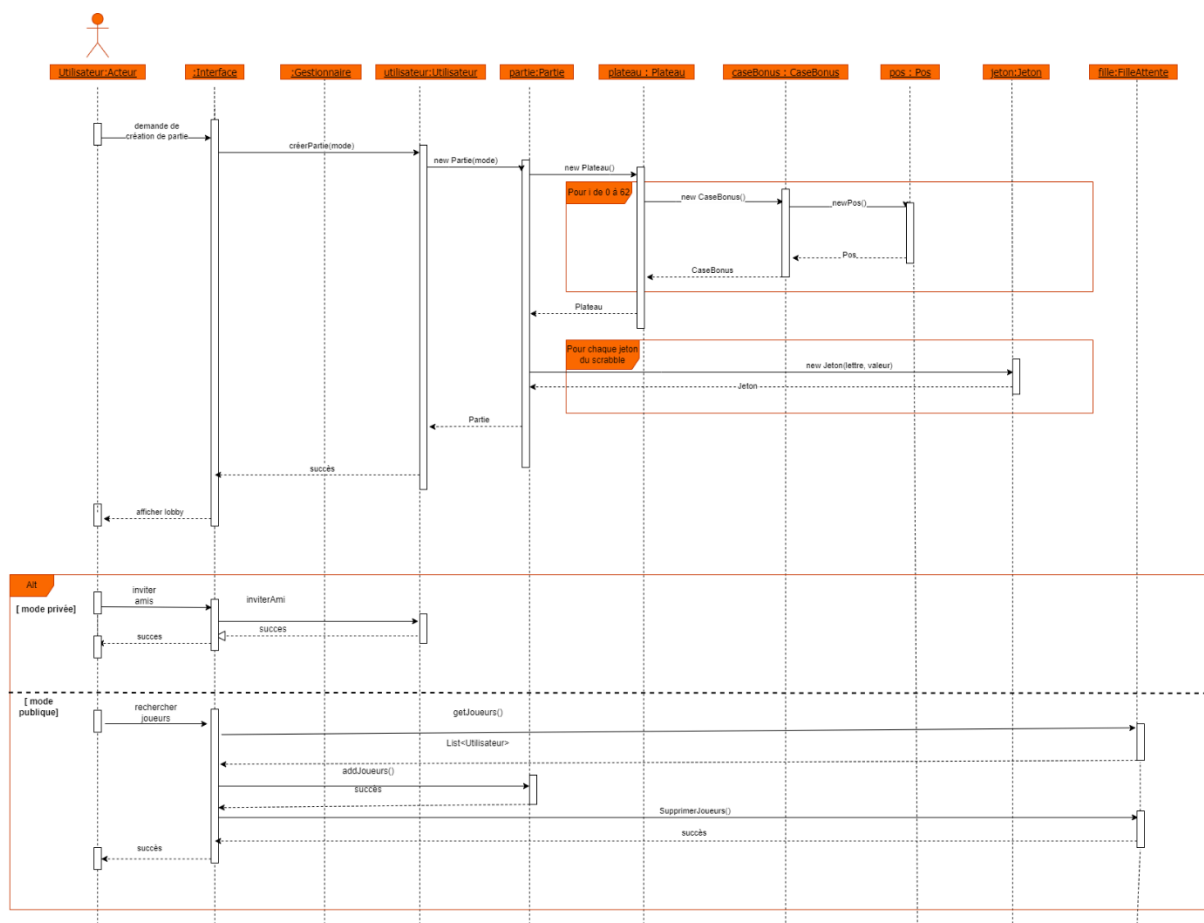 Utilisateur:Acteur
:Interface
:Gestionnaire
utilisateur:Utilisateur
partie:Partie
plateau : Plateau
caseBonus : CaseBonus
pos : Pos
jeton:Jeton
fille:FilleAttente
demande de
création de partie
créerPartie(mode)
new Partie(mode)
new Plateau()
Pour i de 0 à 62
new CaseBonus()
newPos()
Pos
CaseBonus
Plateau
Pour chaque jeton
du scrabble
new Jeton(lettre, valeur)
Jeton
Partie
succès
afficher lobby
Alt
[ mode privée]
inviter
amis
inviterAmi
succes
succes
[ mode
publique]
rechercher
joueurs
getJoueurs()
List<Utilisateur>
addJoueurs()
succès
SupprimerJoueurs()
succès
succès